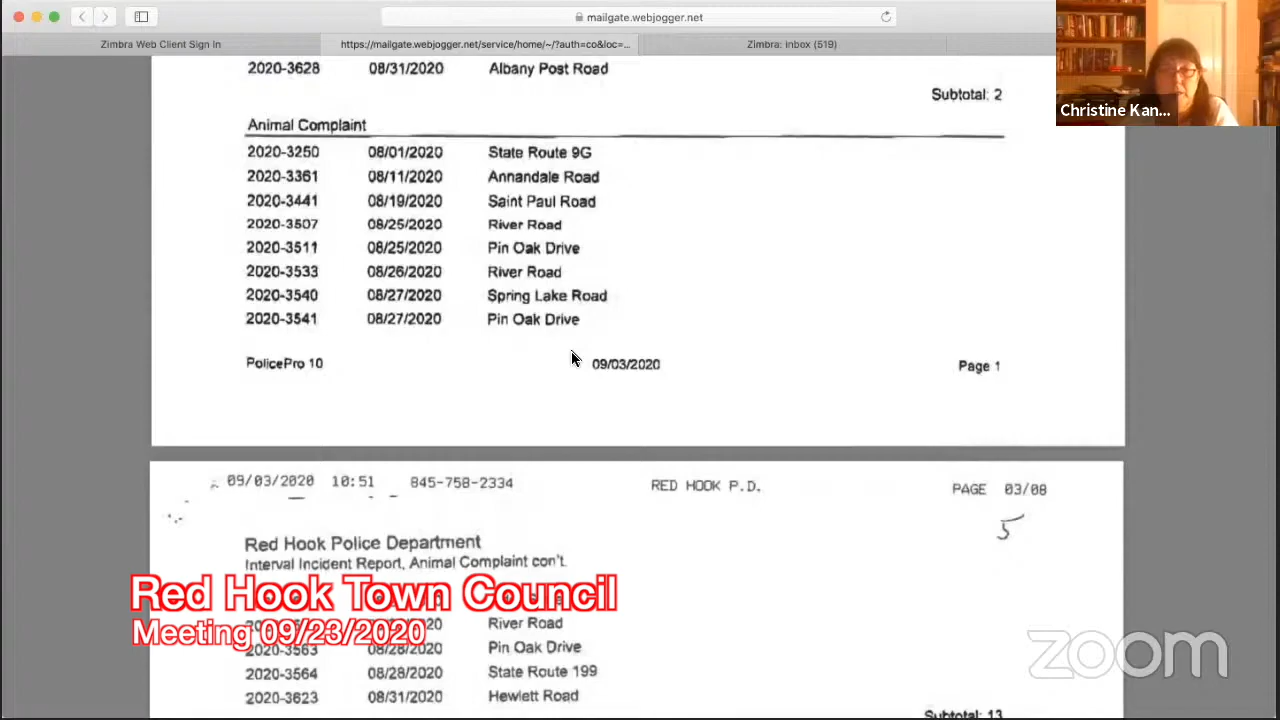 mailgate.webjogger.net
Zimbra Web Client Sign In
https://mailgate.webjogger.net/service/home/~/?auth=co&loc=...
Zimbra: Inbox (519)
2020-3628 08/31/2020 Albany Post Road
Subtotal: 2
Christine Kan...
Animal Complaint
2020-3250 08/01/2020 State Route 9G
2020-3361 08/11/2020 Annandale Road
2020-3441 08/19/2020 Saint Paul Road
2020-3507 08/25/2020 River Road
2020-3511 08/25/2020 Pin Oak Drive
2020-3533 08/26/2020 River Road
2020-3540 08/27/2020 Spring Lake Road
2020-3541 08/27/2020 Pin Oak Drive
PolicePro 10 09/03/2020 Page 1
09/03/2020 10:51 845-758-2334 RED HOOK P.D. PAGE 03/08
5
Red Hook Police Department
Interval Incident Report, Animal Complaint con't.
Red Hook Town Council
River Road
Meeting 09/23/2020
2020-3563 08/28/2020 Pin Oak Drive
2020-3564 08/28/2020 State Route 199
2020-3623 08/31/2020 Hewlett Road
Subtotal: 13
zoom